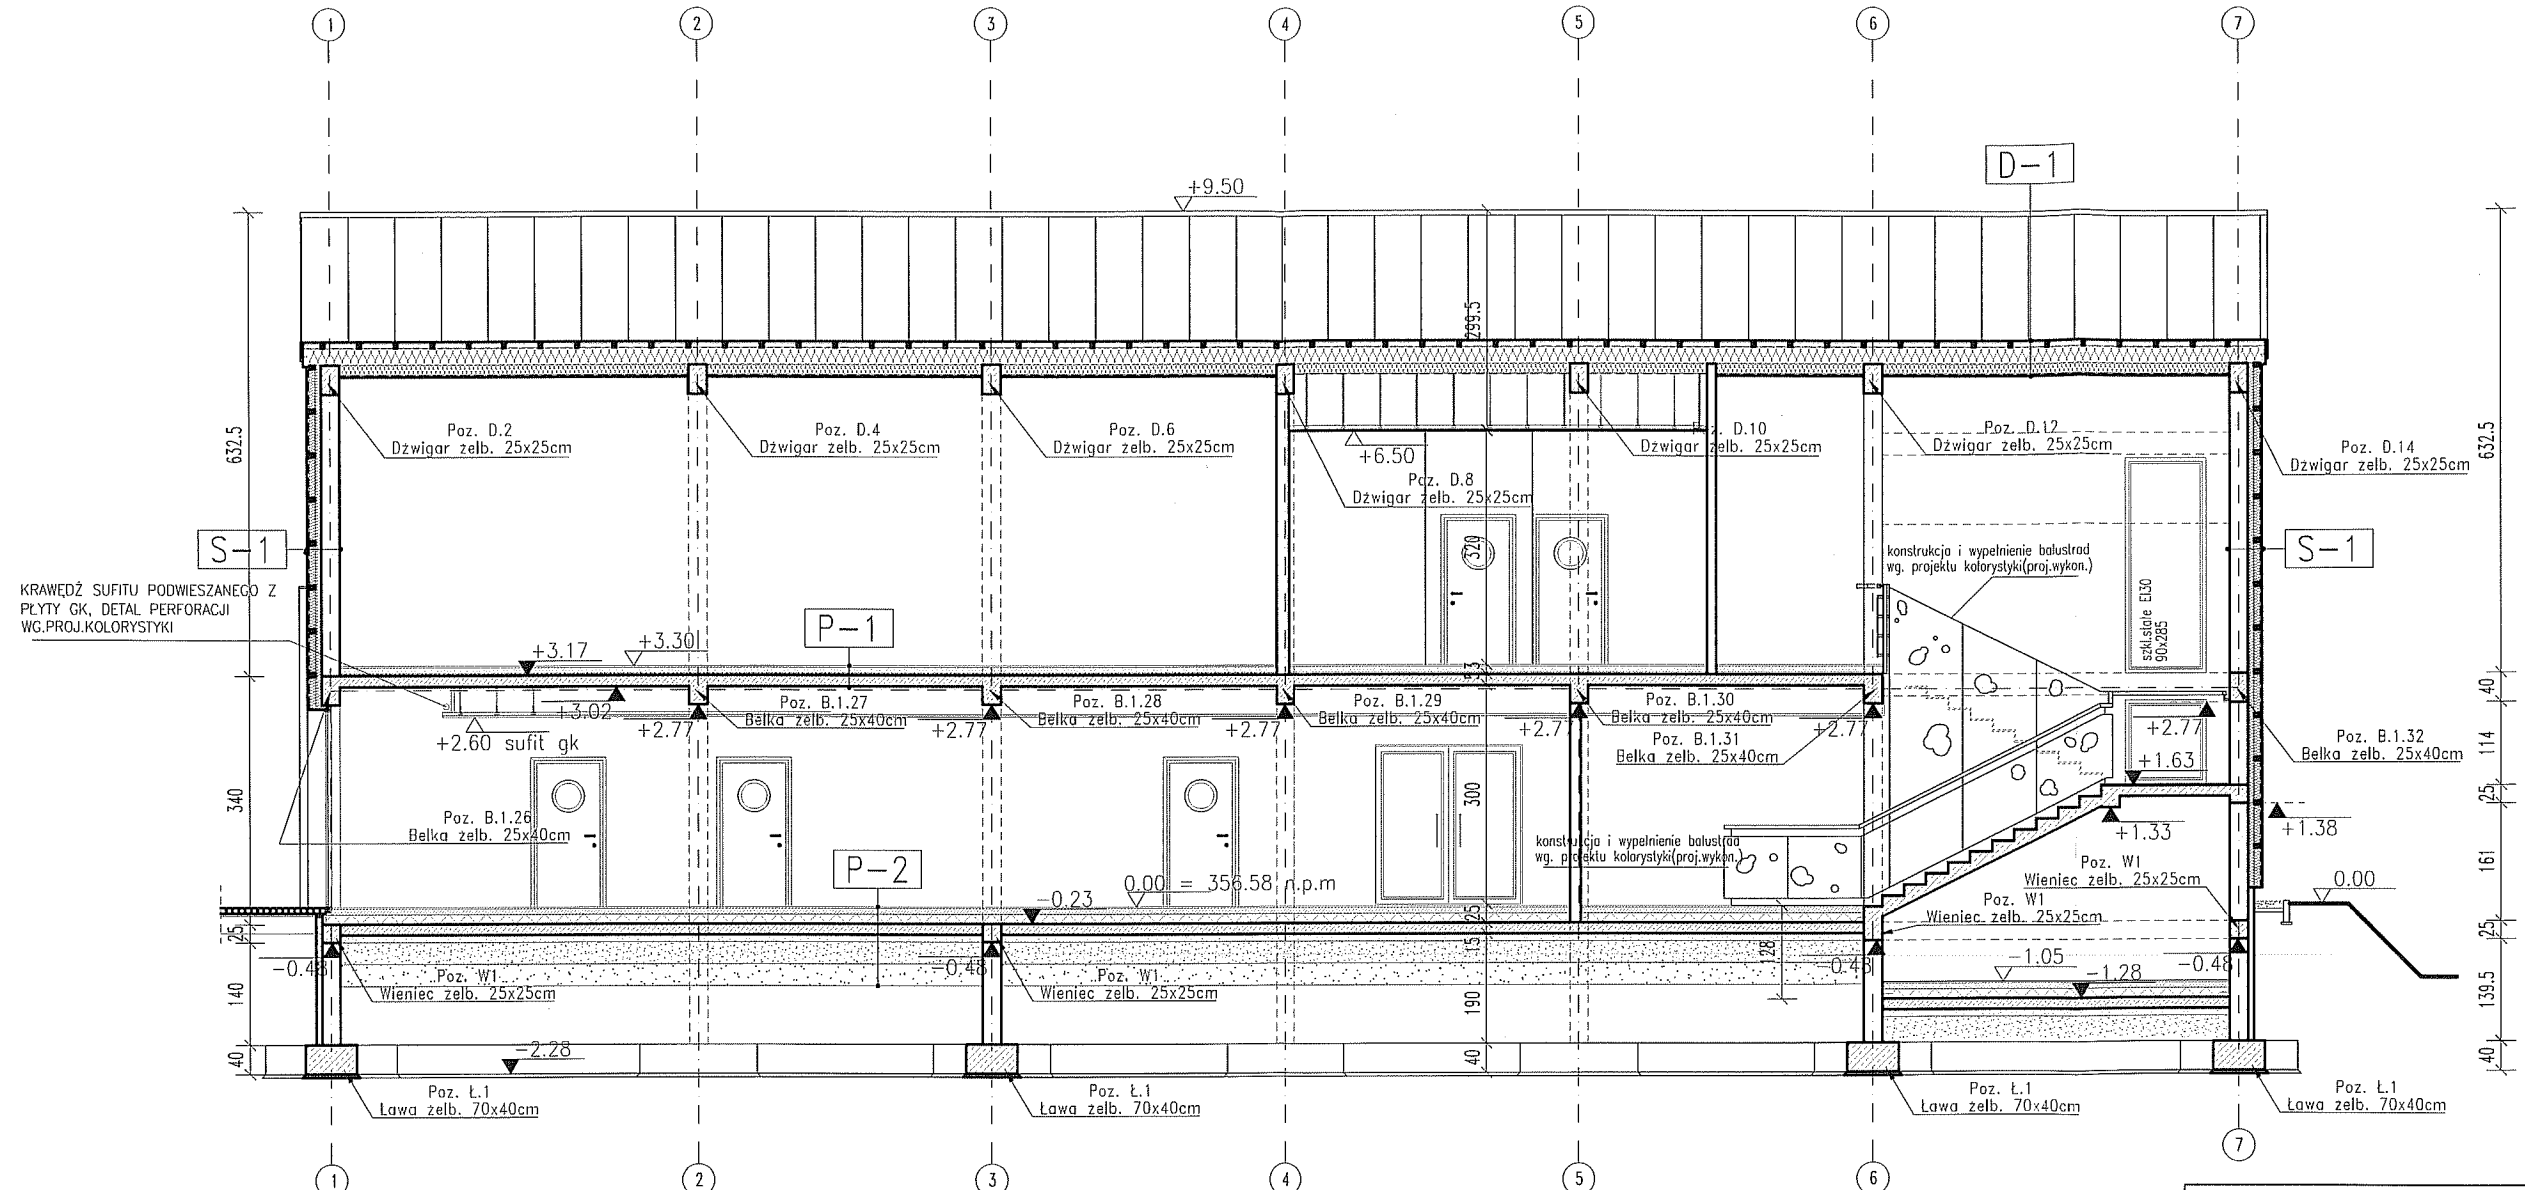 1 2 3 4 5 6 7
D-1
+9.50
299.5
632.5
632.5
Poz. D.2
Dźwigar żelb. 25x25cm
Poz. D.4
Dźwigar żelb. 25x25cm
Poz. D.6
Dźwigar żelb. 25x25cm
+6.50
Poz. D.8
Dźwigar żelb. 25x25cm
Poz. D.10
Dźwigar żelb. 25x25cm
Poz. D.12
Dźwigar żelb. 25x25cm
Poz. D.14
Dźwigar żelb. 25x25cm
S-1
S-1
320
konstrukcja i wypełnienie balustrad
wg. projektu kolorystyki(proj.wykon.)
KRAWĘDŹ SUFITU PODWIESZANEGO Z
PŁYTY GK, DETAL PERFORACJI
WG.PROJ.KOLORYSTYKI
szkl.stałe EI30
90x285
P-1
+3.17
+3.30
53
40
+3.02
Poz. B.1.27
Belka żelb. 25x40cm
Poz. B.1.28
Belka żelb. 25x40cm
Poz. B.1.29
Belka żelb. 25x40cm
Poz. B.1.30
Belka żelb. 25x40cm
+2.77
+2.77
+2.77
+2.77
+2.77
+2.77
+2.60 sufit gk
Poz. B.1.31
Belka żelb. 25x40cm
Poz. B.1.32
Belka żelb. 25x40cm
114
+1.63
340
300
25
Poz. B.1.26
Belka żelb. 25x40cm
+1.33
+1.38
konstrukcja i wypełnienie balustrad
wg. projektu kolorystyki(proj.wykon.)
161
P-2
0.00 = 356.58 n.p.m
-0.23
Poz. W1
Wieniec żelb. 25x25cm
0.00
Poz. W1
Wieniec żelb. 25x25cm
25
25
25
15
128
-0.48
-0.48
-0.48
-0.48
-1.05
-1.28
Poz. W1
Wieniec żelb. 25x25cm
Poz. W1
Wieniec żelb. 25x25cm
140
190
139.5
-2.28
40
40
40
Poz. Ł.1
Ława żelb. 70x40cm
Poz. Ł.1
Ława żelb. 70x40cm
Poz. Ł.1
Ława żelb. 70x40cm
Poz. Ł.1
Ława żelb. 70x40cm
1 2 3 4 5 6 7